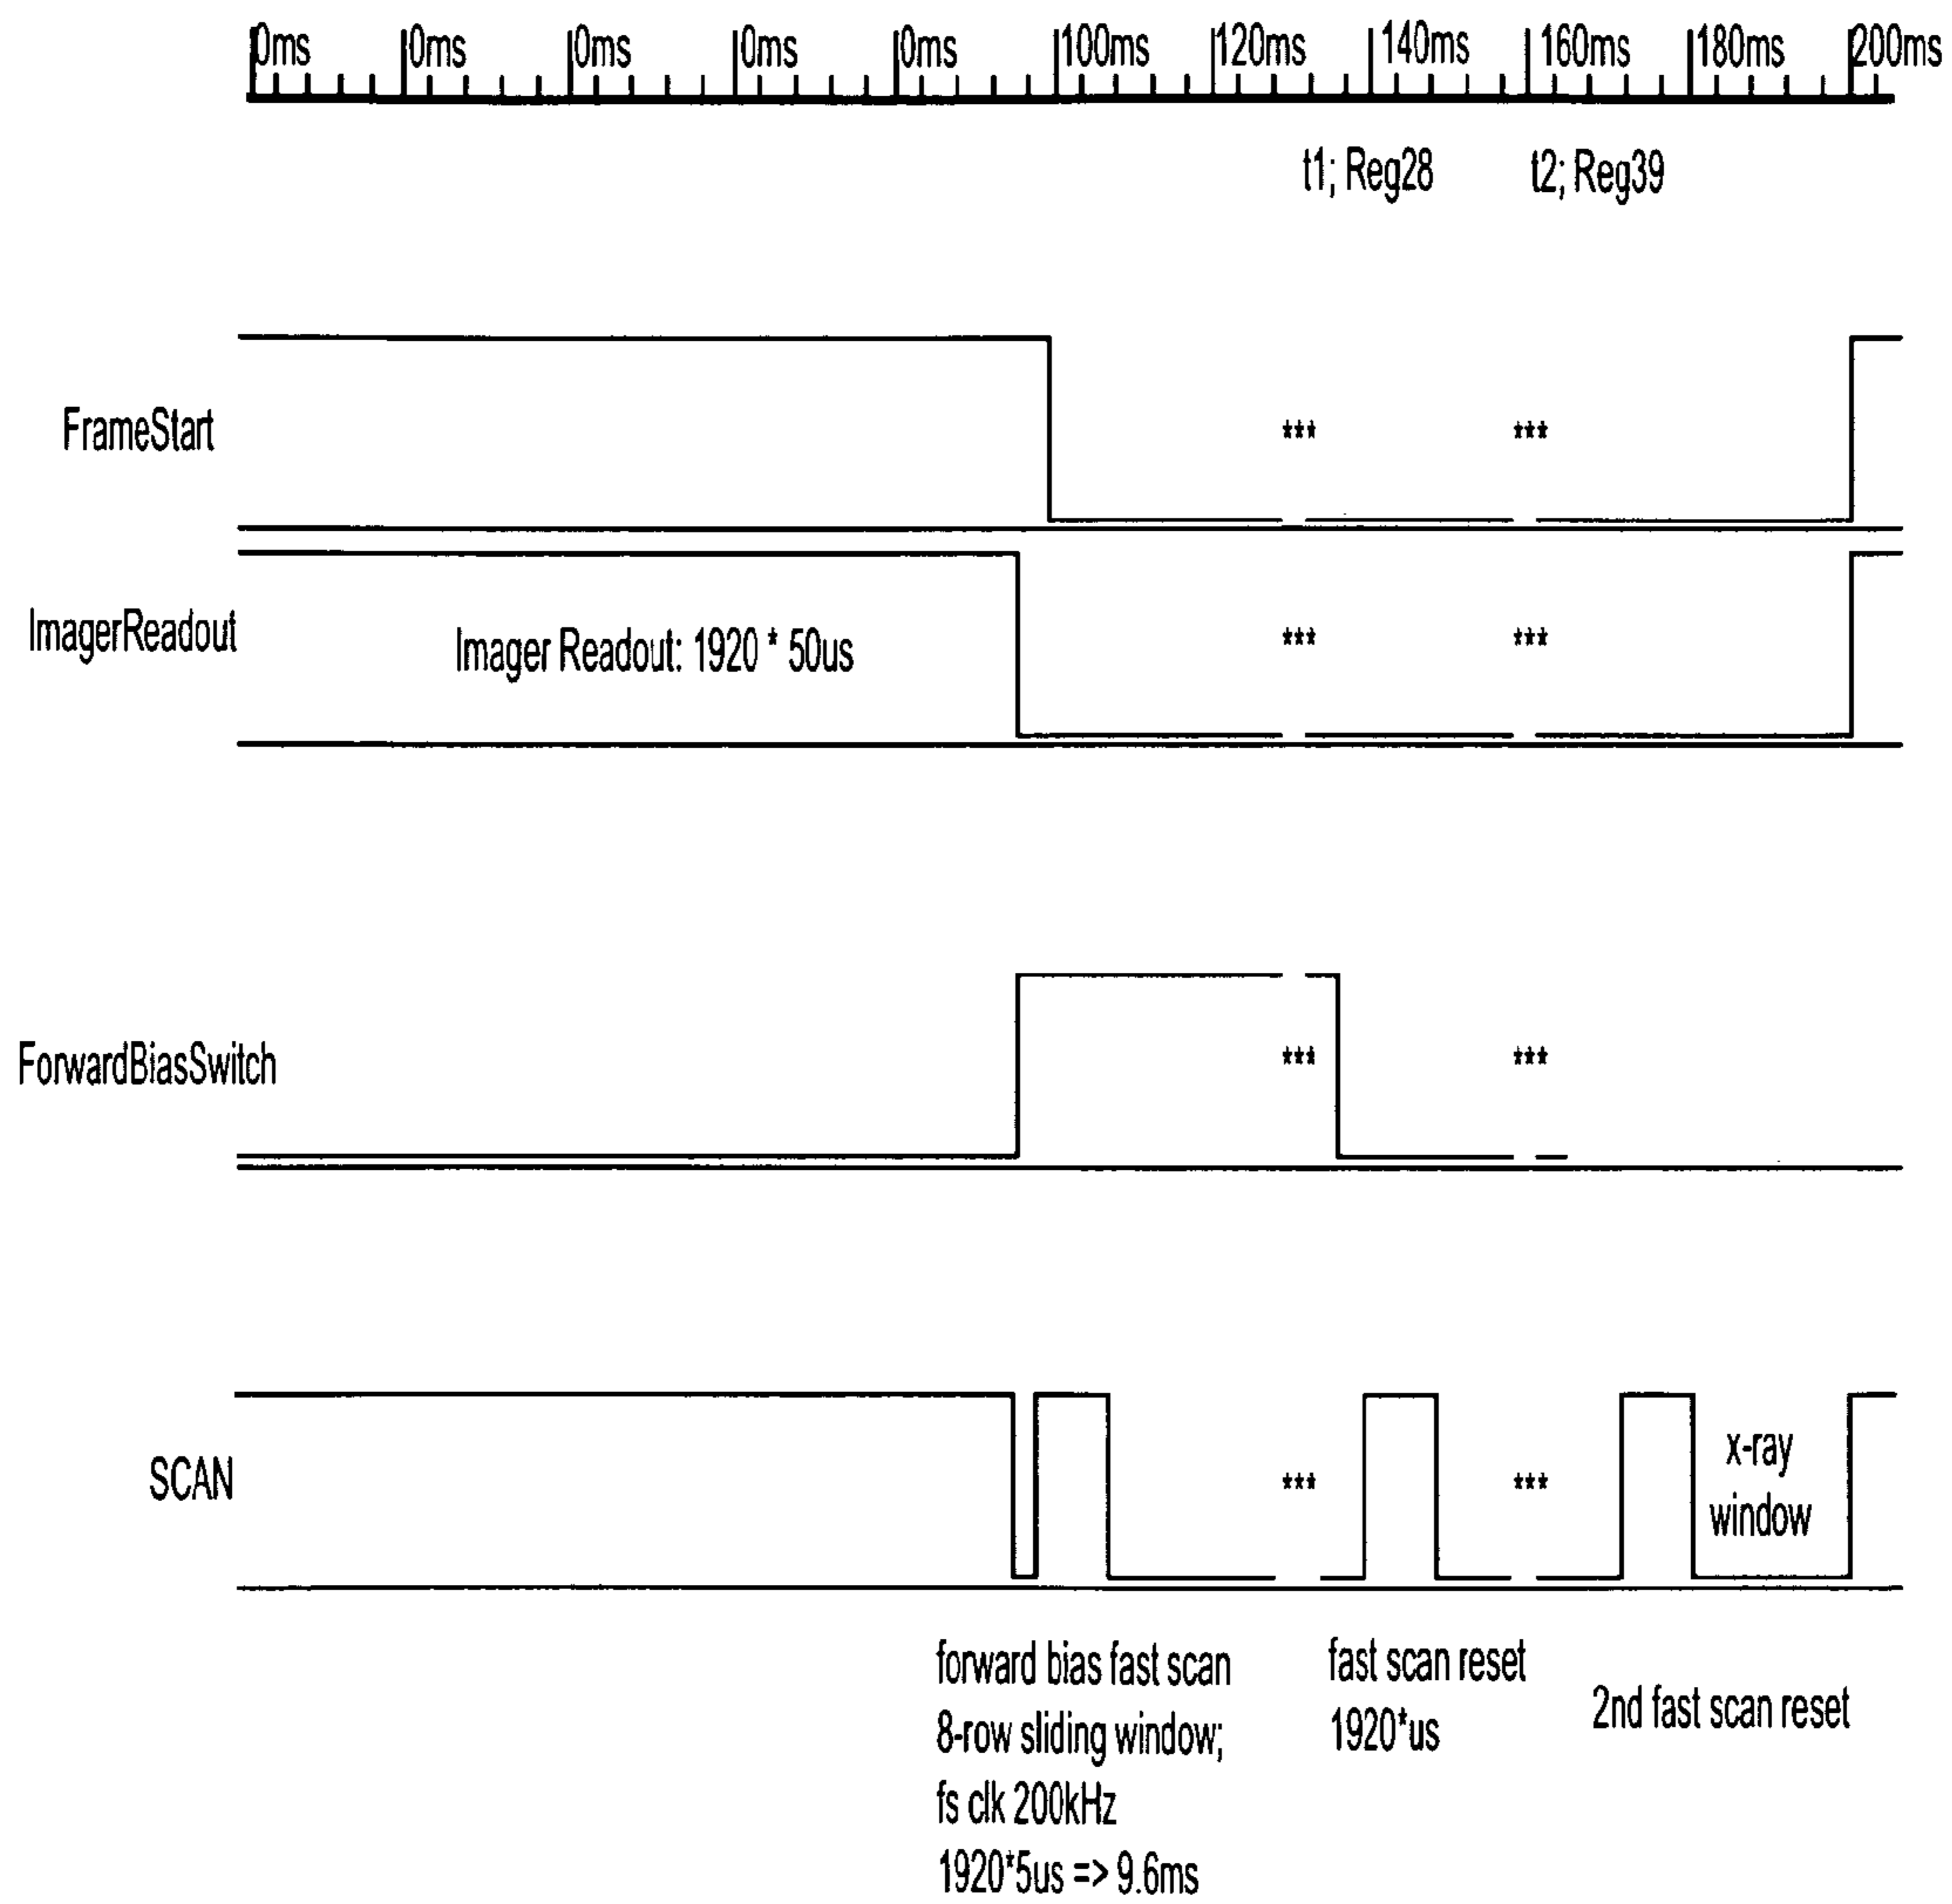 0ms 0ms 0ms 0ms 0ms 100ms 120ms 140ms 160ms 180ms 200ms
t1; Reg28 t2; Reg39
FrameStart *** ***
ImagerReadout Imager Readout: 1920 * 50us *** ***
ForwardBiasSwitch *** ***
SCAN *** *** x-ray
window
forward bias fast scan
8-row sliding window;
fs clk 200kHz
1920*5us => 9.6ms
fast scan reset
1920*us
2nd fast scan reset